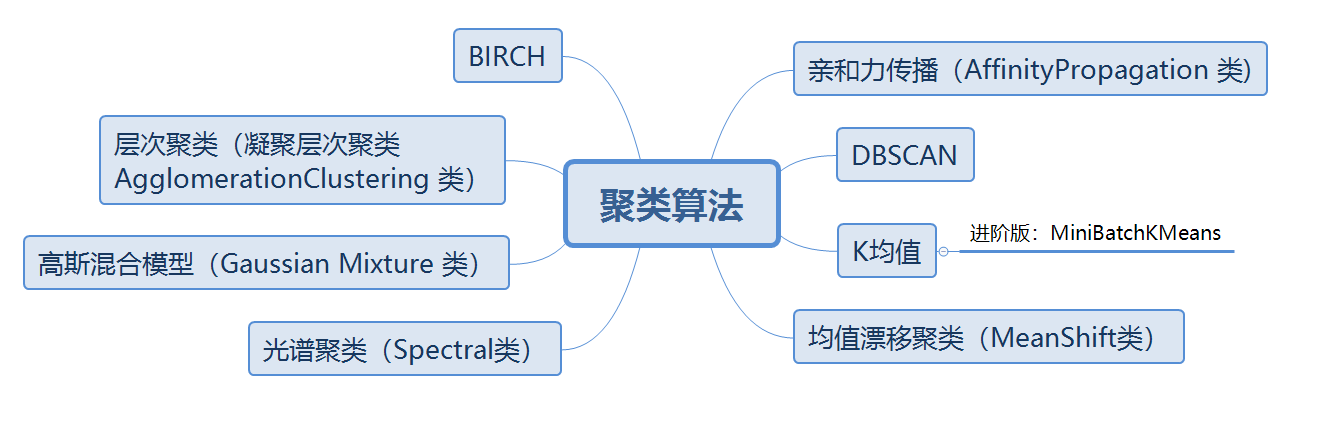 BIRCH
层次聚类（凝聚层次聚类
AgglomerationClustering 类）
高斯混合模型（Gaussian Mixture 类）
光谱聚类（Spectral类）
聚类算法
亲和力传播（AffinityPropagation 类)
DBSCAN
K均值
进阶版：MiniBatchKMeans
均值漂移聚类（MeanShift类）